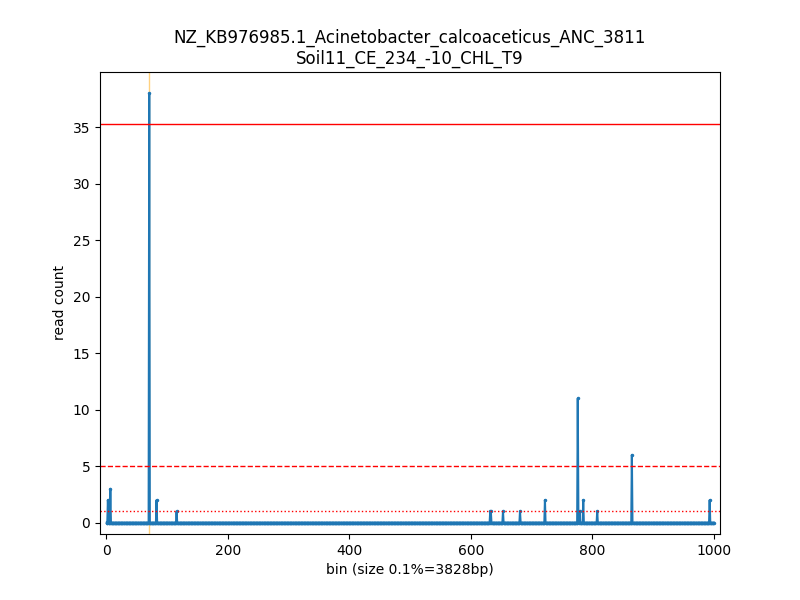 NZ_KB976985.1_Acinetobacter_calcoaceticus_ANC_3811
Soil11_CE_234_-10_CHL_T9
35
30
25
20
15
10
5
0
read count
0 200 400 600 800 1000
bin (size 0.1%=3828bp)